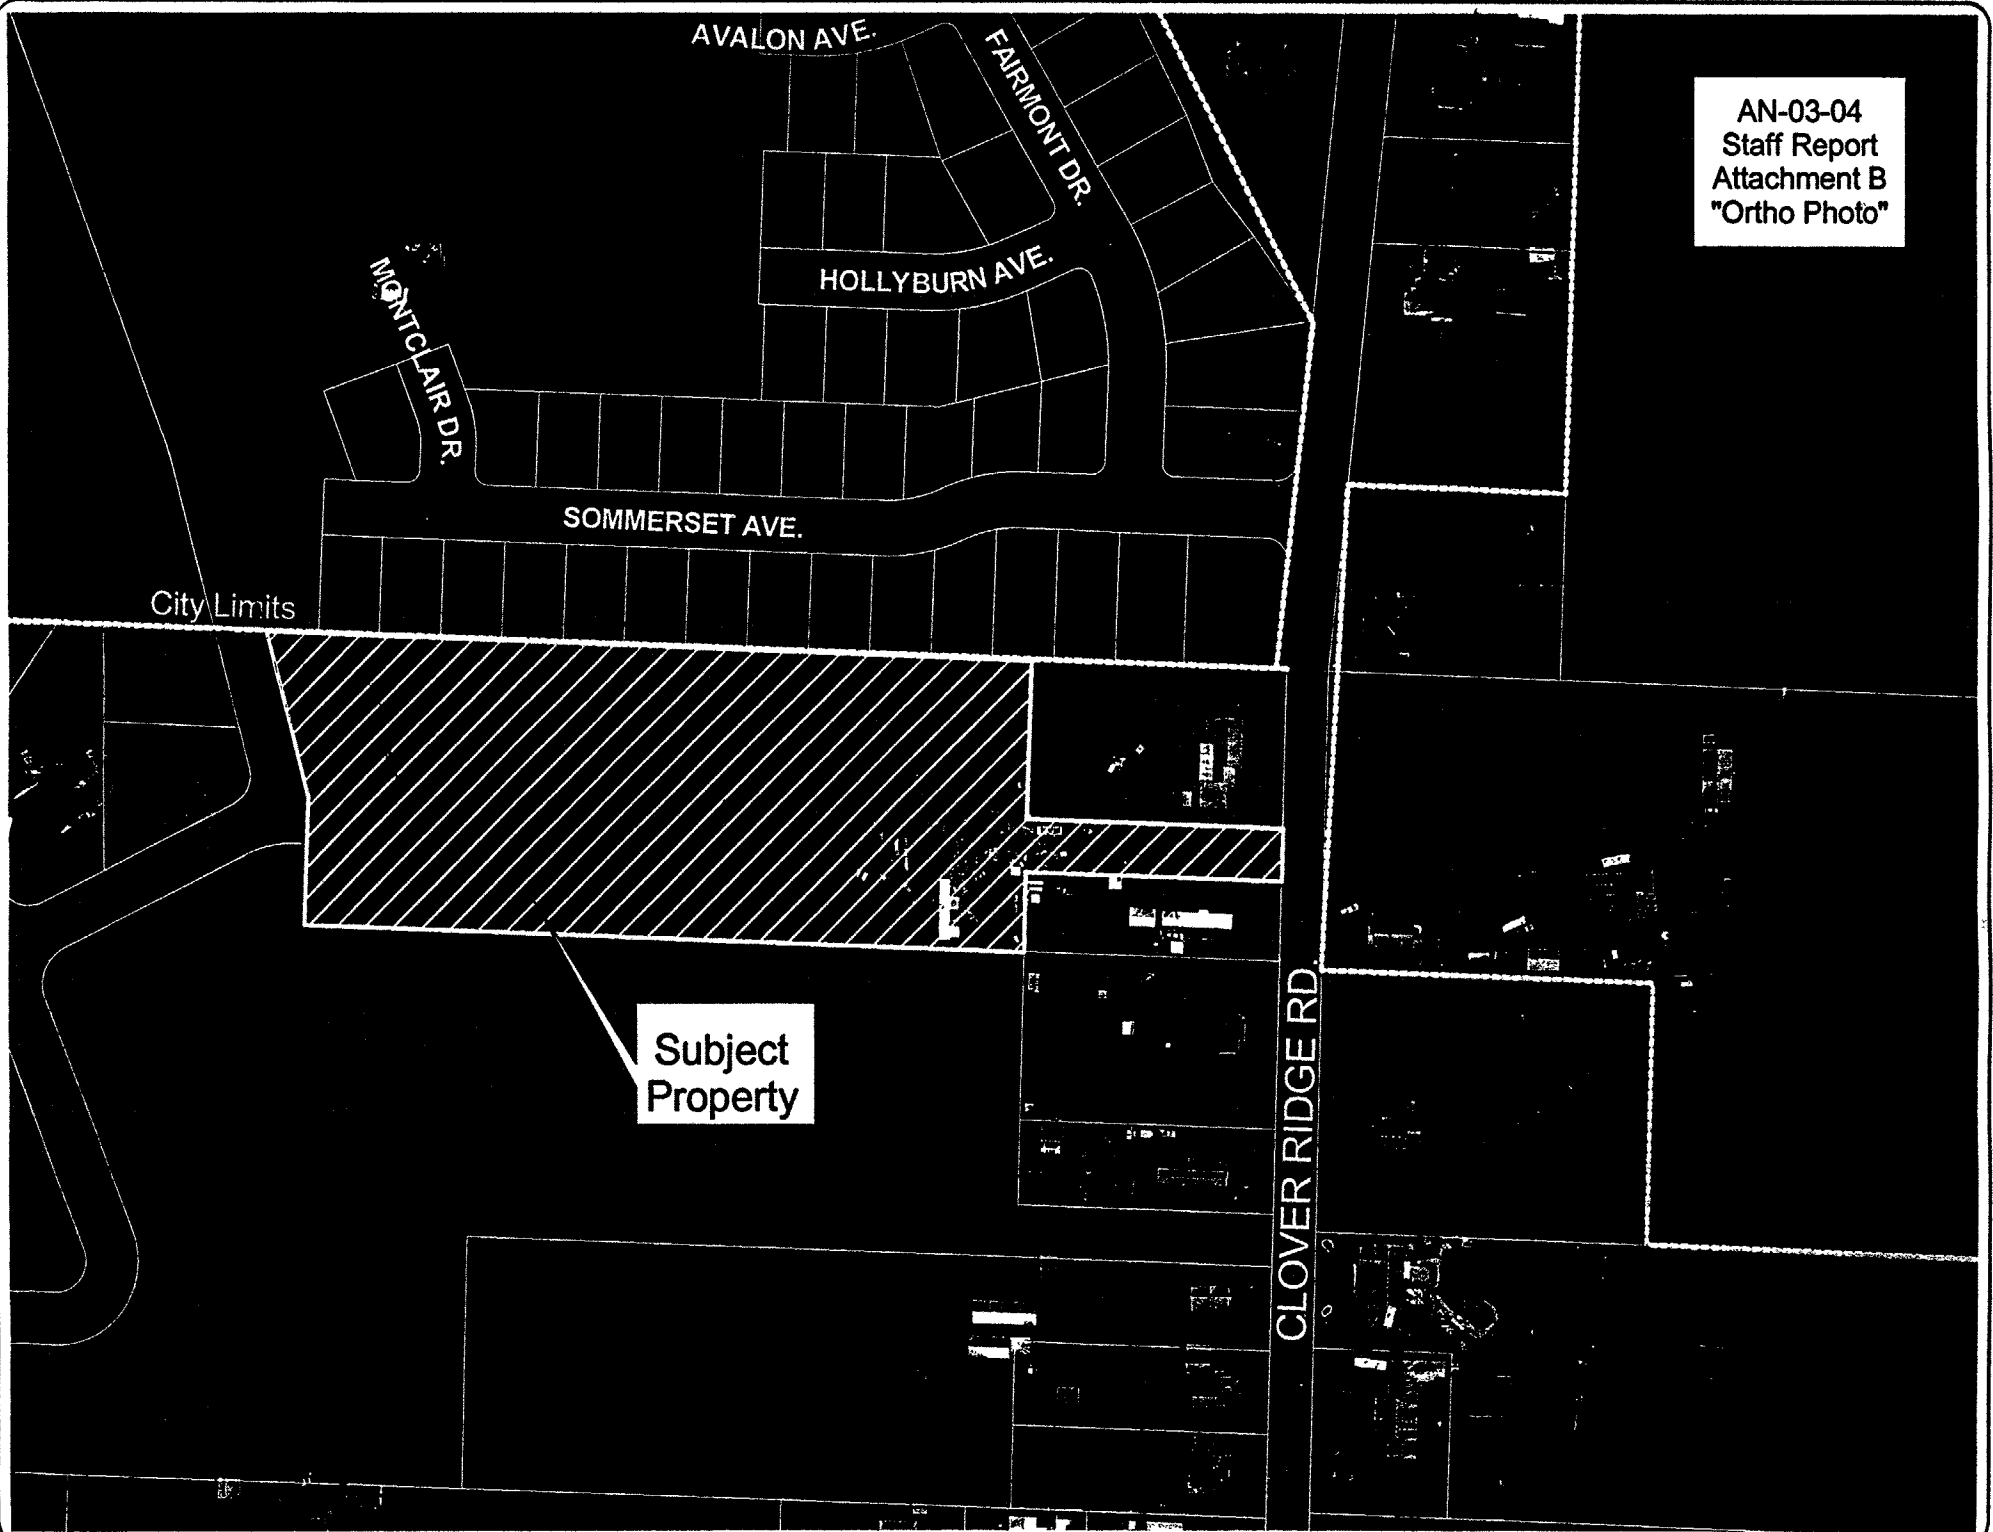 AVALON AVE.
FAIRMONT DR.
AN-03-04
Staff Report
Attachment B
"Ortho Photo"
HOLLYBURN AVE.
MONTCLAIR DR.
SOMMERSET AVE.
City Limits
Subject
Property
CLOVER RIDGE RD.